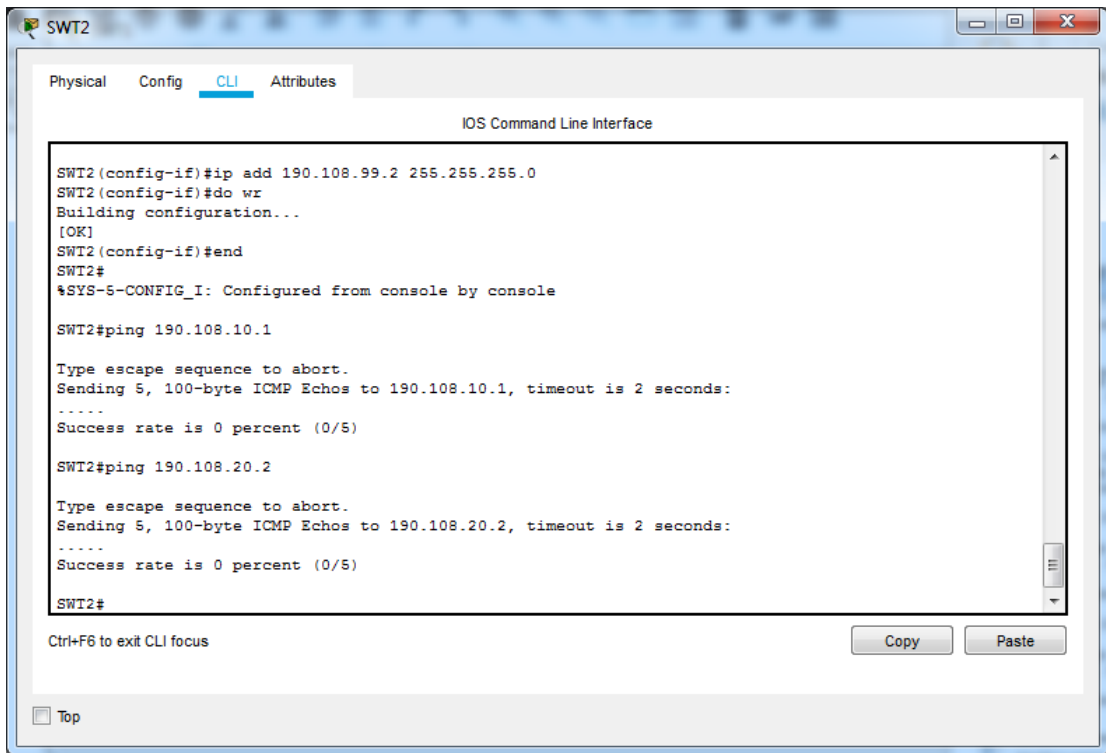 SWT2
Physical Config CLI Attributes
IOS Command Line Interface
SWT2(config-if)#ip add 190.108.99.2 255.255.255.0
SWT2(config-if)#do wr
Building configuration...
[OK]
SWT2(config-if)#end
SWT2#
%SYS-5-CONFIG_I: Configured from console by console
SWT2#ping 190.108.10.1
Type escape sequence to abort.
Sending 5, 100-byte ICMP Echos to 190.108.10.1, timeout is 2 seconds:
.....
Success rate is 0 percent (0/5)
SWT2#ping 190.108.20.2
Type escape sequence to abort.
Sending 5, 100-byte ICMP Echos to 190.108.20.2, timeout is 2 seconds:
.....
Success rate is 0 percent (0/5)
SWT2#
Ctrl+F6 to exit CLI focus
Copy Paste
Top